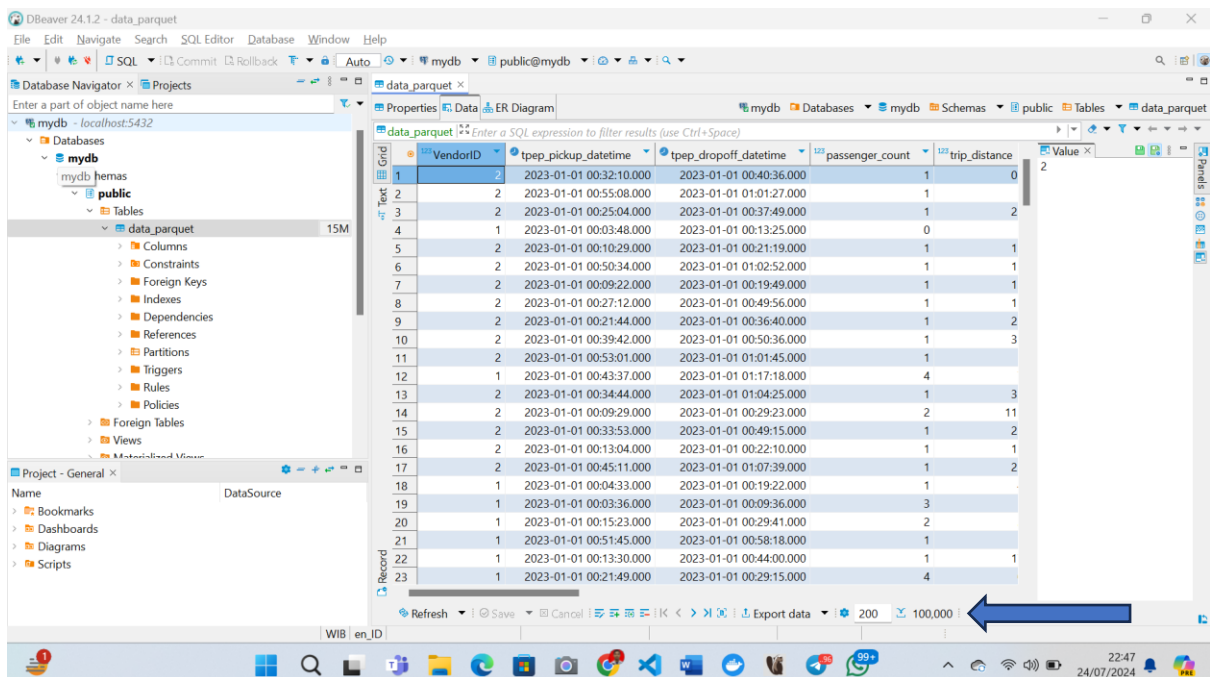 DBeaver 24.1.2 - data_parquet
File Edit Navigate Search SQL Editor Database Window Help
SQL Commit Rollback T Auto mydb public@mydb
Database Navigator Projects
data_parquet
Enter a part of object name here
Properties Data ER Diagram mydb Databases mydb Schemas public Tables data_parquet
mydb - localhost:5432
data_parquet Enter a SQL expression to filter results (use Ctrl+Space)
Databases
mydb
mydb hemas
public
Tables
data_parquet 15M
Columns
Constraints
Foreign Keys
Indexes
Dependencies
References
Partitions
Triggers
Rules
Policies
Foreign Tables
Views
Materialized Views
Project - General
Name DataSource
Bookmarks
Dashboards
Diagrams
Scripts
Grid
Text
Record
123 VendorID tpep_pickup_datetime tpep_dropoff_datetime 123 passenger_count 123 trip_distance
1 2 2023-01-01 00:32:10.000 2023-01-01 00:40:36.000 1 0
2 2 2023-01-01 00:55:08.000 2023-01-01 01:01:27.000 1
3 2 2023-01-01 00:25:04.000 2023-01-01 00:37:49.000 1 2
4 1 2023-01-01 00:03:48.000 2023-01-01 00:13:25.000 0
5 2 2023-01-01 00:10:29.000 2023-01-01 00:21:19.000 1 1
6 2 2023-01-01 00:50:34.000 2023-01-01 01:02:52.000 1 1
7 2 2023-01-01 00:09:22.000 2023-01-01 00:19:49.000 1 1
8 2 2023-01-01 00:27:12.000 2023-01-01 00:49:56.000 1 1
9 2 2023-01-01 00:21:44.000 2023-01-01 00:36:40.000 1 2
10 2 2023-01-01 00:39:42.000 2023-01-01 00:50:36.000 1 3
11 2 2023-01-01 00:53:01.000 2023-01-01 01:01:45.000 1
12 1 2023-01-01 00:43:37.000 2023-01-01 01:17:18.000 4
13 2 2023-01-01 00:34:44.000 2023-01-01 01:04:25.000 1 3
14 2 2023-01-01 00:09:29.000 2023-01-01 00:29:23.000 2 11
15 2 2023-01-01 00:33:53.000 2023-01-01 00:49:15.000 1 2
16 2 2023-01-01 00:13:04.000 2023-01-01 00:22:10.000 1 1
17 2 2023-01-01 00:45:11.000 2023-01-01 01:07:39.000 1 2
18 1 2023-01-01 00:04:33.000 2023-01-01 00:19:22.000 1
19 1 2023-01-01 00:03:36.000 2023-01-01 00:09:36.000 3
20 1 2023-01-01 00:15:23.000 2023-01-01 00:29:41.000 2
21 1 2023-01-01 00:51:45.000 2023-01-01 00:58:18.000 1
22 1 2023-01-01 00:13:30.000 2023-01-01 00:44:00.000 1 1
23 1 2023-01-01 00:21:49.000 2023-01-01 00:29:15.000 4
Value
2
Panels
Refresh Save Cancel Export data 200 100,000
WIB en_ID
99+
22:47
24/07/2024
PRE